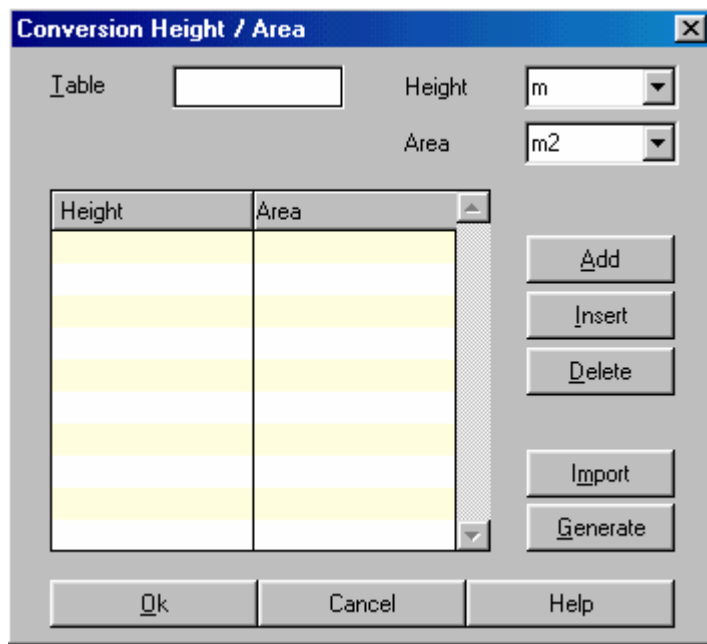 Conversion Height / Area
Table
Height
m
Area
m2
Height
Area
Add
Insert
Delete
Import
Generate
Ok
Cancel
Help